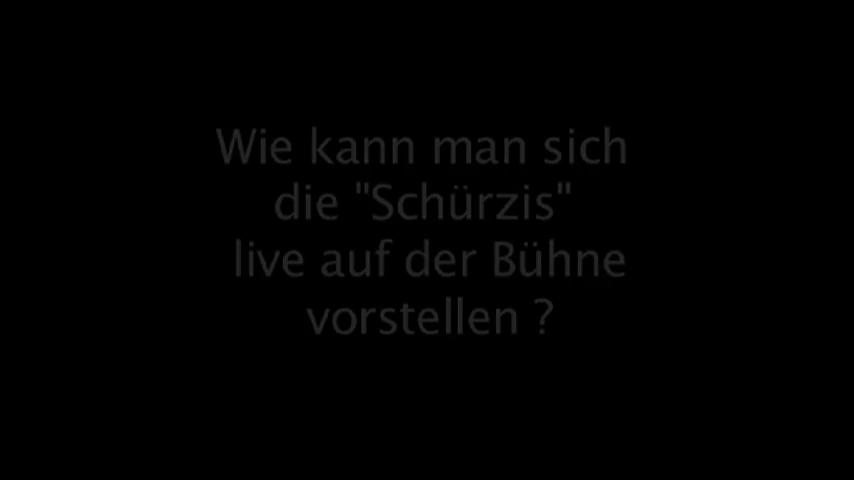 Wie kann man sich
die "Schürzis"
live auf der Bühne
vorstellen ?